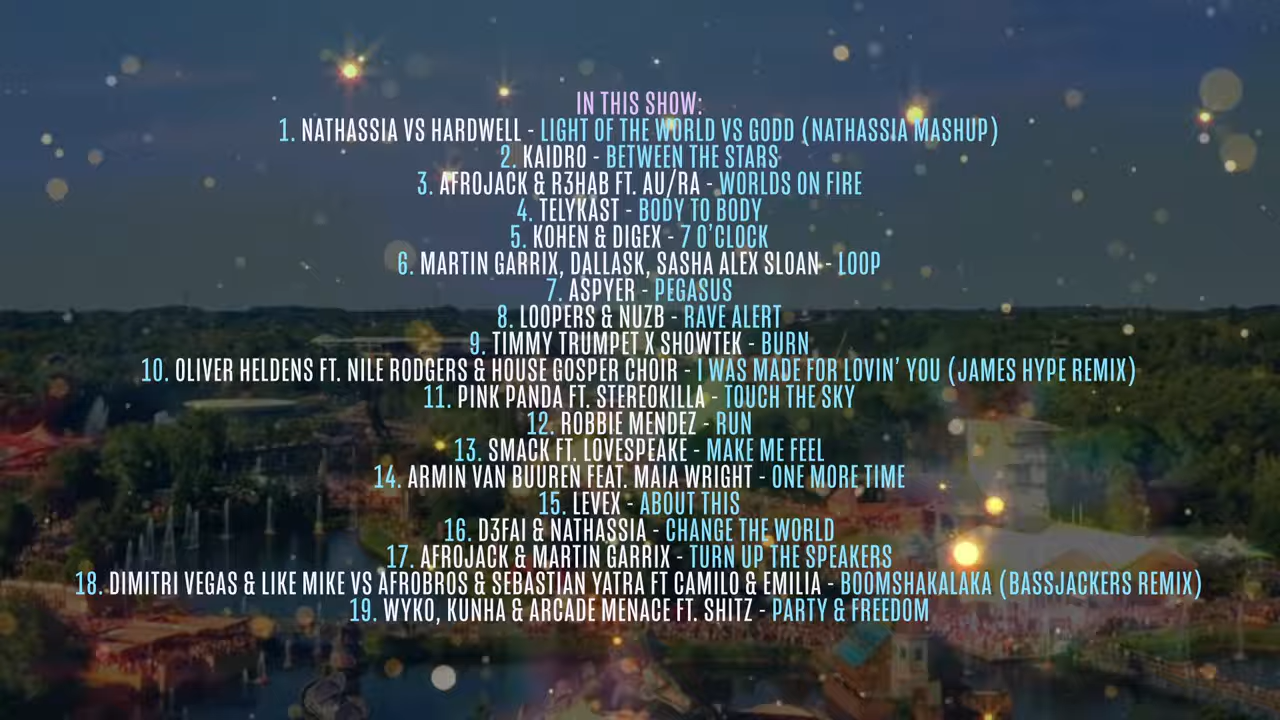 IN THIS SHOW:
1. NATHASSIA VS HARDWELL - LIGHT OF THE WORLD VS GODD (NATHASSIA MASHUP)
2. KAIDRO - BETWEEN THE STARS
3. AFROJACK & R3HAB FT. AU/RA - WORLDS ON FIRE
4. TELYKAST - BODY TO BODY
5. KOHEN & DIGEX - 7 O'CLOCK
6. MARTIN GARRIX, DALLASK, SASHA ALEX SLOAN - LOOP
7. ASPYER - PEGASUS
8. LOOPERS & NUZB - RAVE ALERT
9. TIMMY TRUMPET X SHOWTEK - BURN
10. OLIVER HELDENS FT. NILE RODGERS & HOUSE GOSPER CHOIR - I WAS MADE FOR LOVIN' YOU (JAMES HYPE REMIX)
11. PINK PANDA FT. STEREOKILLA - TOUCH THE SKY
12. ROBBIE MENDEZ - RUN
13. SMACK FT. LOVESPEAKE - MAKE ME FEEL
14. ARMIN VAN BUUREN FEAT. MAIA WRIGHT - ONE MORE TIME
15. LEVEX - ABOUT THIS
16. D3FAI & NATHASSIA - CHANGE THE WORLD
17. AFROJACK & MARTIN GARRIX - TURN UP THE SPEAKERS
18. DIMITRI VEGAS & LIKE MIKE VS AFROBROS & SEBASTIAN YATRA FT CAMILO & EMILIA - BOOMSHAKALAKA (BASSJACKERS REMIX)
19. WYKO, KUNHA & ARCADE MENACE FT. SHITZ - PARTY & FREEDOM